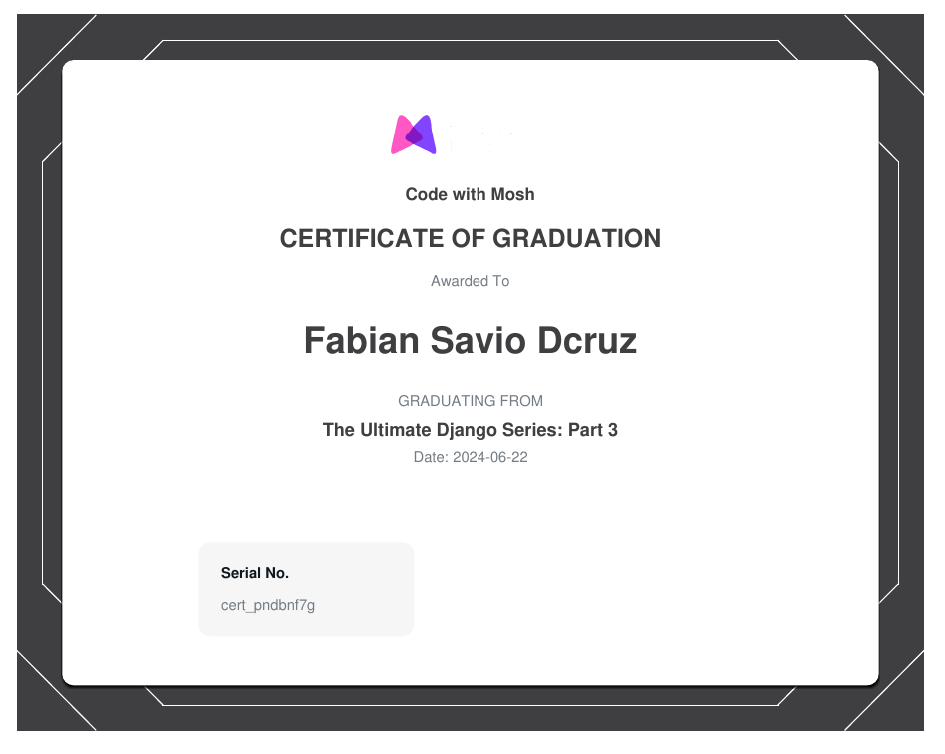 Code with Mosh
CERTIFICATE OF GRADUATION
Awarded To
Fabian Savio Dcruz
GRADUATING FROM
The Ultimate Django Series: Part 3
Date: 2024-06-22
Serial No.
cert_pndbnf7g